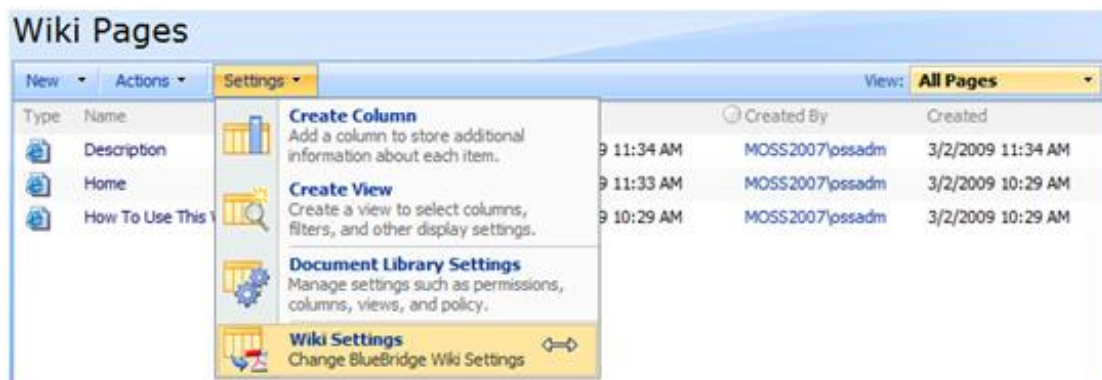 Wiki Pages
New Actions Settings View: All Pages
Type Name Created By Created
Create Column
Add a column to store additional
information about each item.
Description 9 11:34 AM MOSS2007\pssadm 3/2/2009 11:34 AM
Home 9 11:33 AM MOSS2007\pssadm 3/2/2009 10:29 AM
Create View
Create a view to select columns,
filters, and other display settings.
How To Use This 9 10:29 AM MOSS2007\pssadm 3/2/2009 10:29 AM
Document Library Settings
Manage settings such as permissions,
columns, views, and policy.
Wiki Settings
Change BlueBridge Wiki Settings